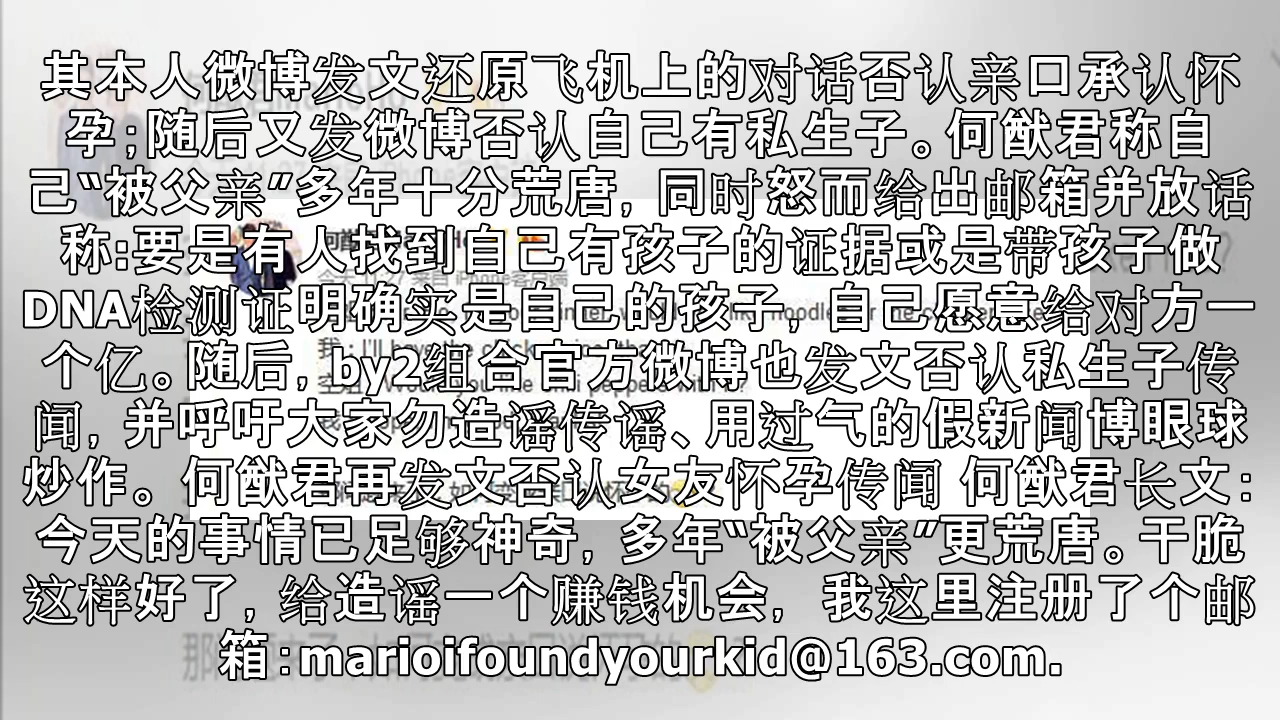 其本人微博发文还原飞机上的对话否认亲口承认怀
孕;随后又发微博否认自己有私生子。何猷君称自
己“被父亲”多年十分荒唐, 同时怒而给出邮箱并放话
称:要是有人找到自己有孩子的证据或是带孩子做
DNA检测证明确实是自己的孩子, 自己愿意给对方一
个亿。随后, by2组合官方微博也发文否认私生子传
闻, 并呼吁大家勿造谣传谣、用过气的假新闻博眼球
炒作。何猷君再发文否认女友怀孕传闻 何猷君长文:
今天的事情已足够神奇, 多年“被父亲”更荒唐。干脆
这样好了, 给造谣一个赚钱机会, 我这里注册了个邮
箱:marioifoundyourkid@163.com.